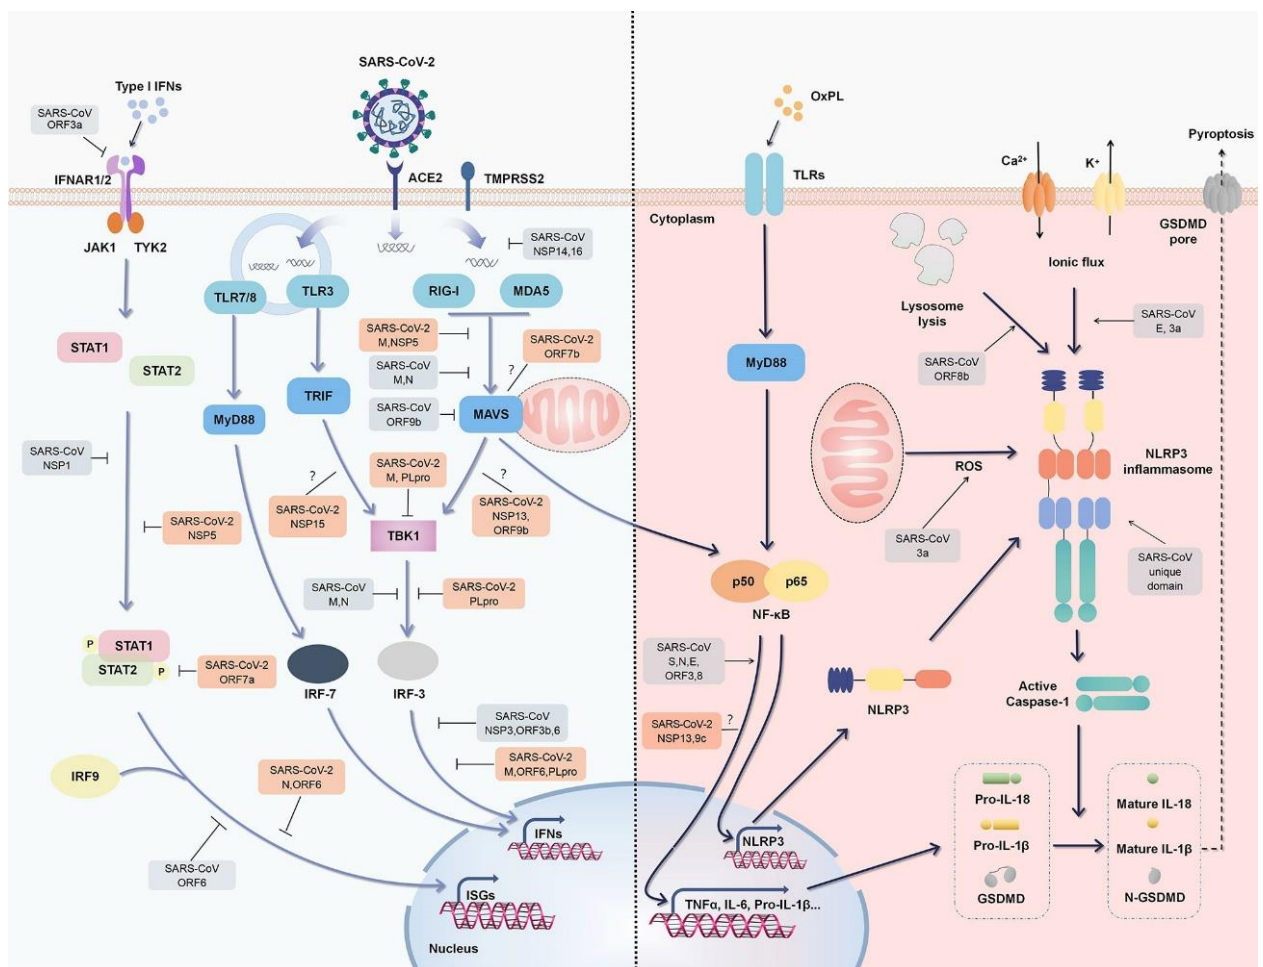 SARS-CoV-2
Type I IFNs
SARS-CoV
ORF3a
IFNAR1/2
ACE2
TMPRSS2
JAK1
TYK2
SARS-CoV
NSP14,16
TLR7/8
TLR3
RIG-I
MDA5
STAT1
STAT2
SARS-CoV-2
M,NSP5
SARS-CoV-2
ORF7b
SARS-CoV
M,N
?
TRIF
MyD88
SARS-CoV
ORF9b
MAVS
SARS-CoV
NSP1
SARS-CoV-2
M, PLpro
?
?
SARS-CoV-2
NSP15
SARS-CoV-2
NSP13,
ORF9b
SARS-CoV-2
NSP5
TBK1
SARS-CoV
M,N
SARS-CoV-2
PLpro
P
STAT1
STAT2
P
SARS-CoV-2
ORF7a
IRF-7
IRF-3
SARS-CoV
NSP3,ORF3b,6
IRF9
SARS-CoV-2
N,ORF6
SARS-CoV-2
M,ORF6,PLpro
SARS-CoV
ORF6
IFNs
ISGs
Nucleus
OxPL
TLRs
Cytoplasm
Ca2+
K+
Pyroptosis
GSDMD
pore
Ionic flux
Lysosome
lysis
SARS-CoV
E, 3a
MyD88
SARS-CoV
ORF8b
ROS
NLRP3
inflammasome
SARS-CoV
3a
SARS-CoV
unique
domain
p50
p65
NF-κB
SARS-CoV
S,N,E,
ORF3,8
SARS-CoV-2
NSP13,9c
?
NLRP3
Active
Caspase-1
Pro-IL-18
Mature IL-18
Pro-IL-1β
Mature IL-1β
GSDMD
N-GSDMD
NLRP3
TNFα, IL-6, Pro-IL-1β...